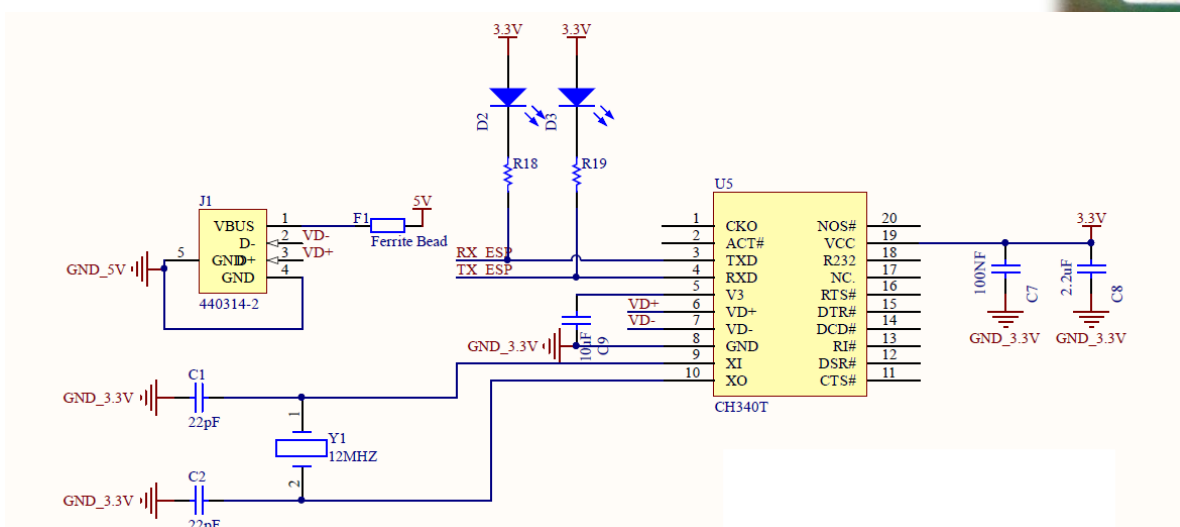 3.3V
3.3V
D2
D3
R18
R19
J1
VBUS
D-
GND
D+
GND
1
2
3
4
5
VD-
VD+
440314-2
GND_5V
F1
5V
Ferrite Bead
RX_ESP
TX_ESP
U5
1 CKO NOS# 20
2 ACT# VCC 19
3 TXD R232 18
4 RXD NC. 17
5 V3 RTS# 16
6 VD+ DTR# 15
7 VD- DCD# 14
8 GND RI# 13
9 XI DSR# 12
10 XO CTS# 11
CH340T
VD+
VD-
GND_3.3V
10uF
C9
3.3V
100NF
C7
2.2uF
C8
GND_3.3V
GND_3.3V
C1
GND_3.3V
22pF
1
Y1
12MHZ
2
C2
GND_3.3V
22pF